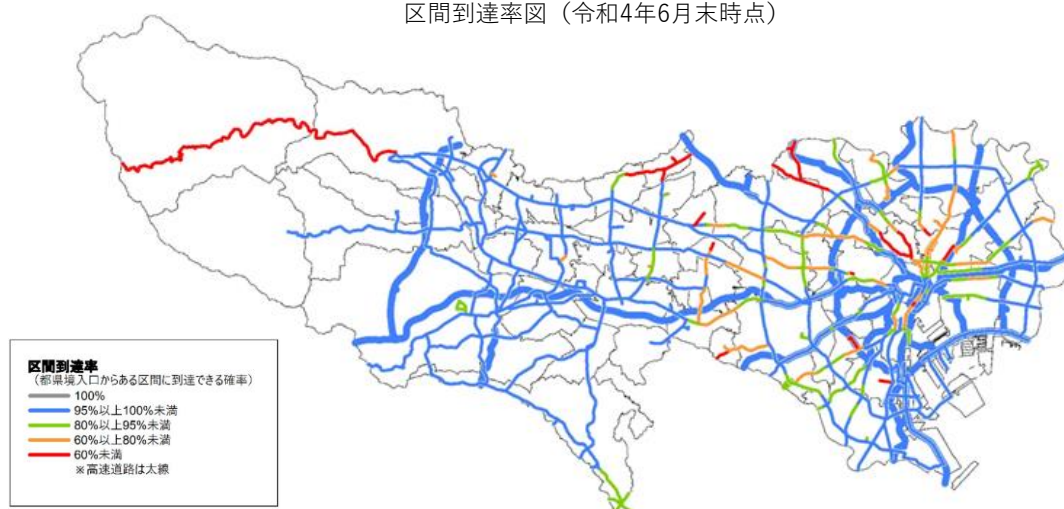 区間到達率図（令和4年6月末時点）
区間到達率
（都県境入口からある区間に到達できる確率）
100%
95%以上100%未満
80%以上95%未満
60%以上80%未満
60%未満
※高速道路は太線